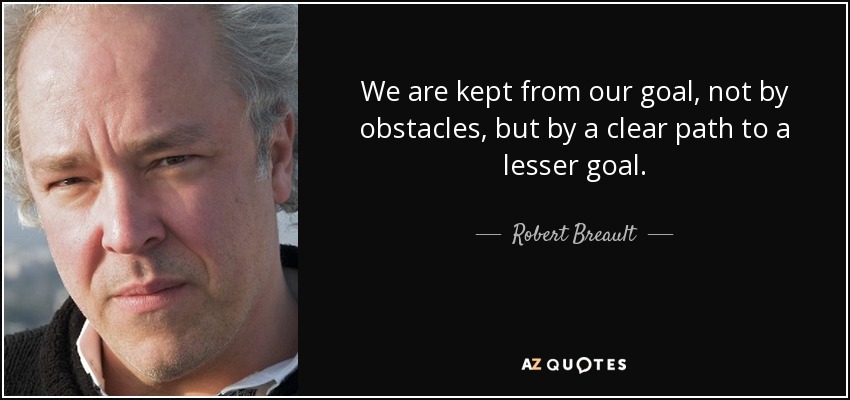 We are kept from our goal, not by
obstacles, but by a clear path to a
lesser goal.
Robert Breault
AZ QUOTES